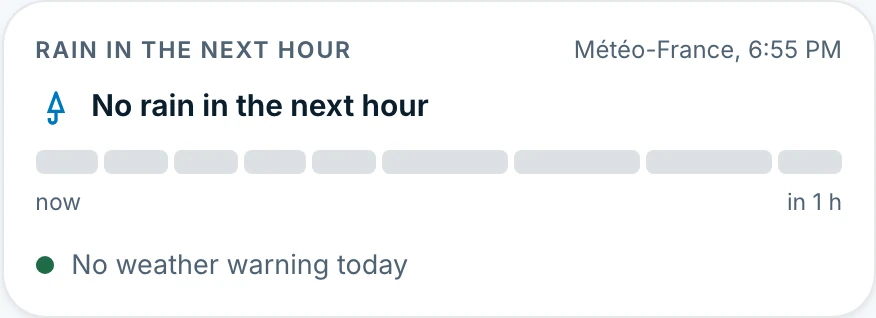 RAIN IN THE NEXT HOUR Météo-France, 6:55 PM
No rain in the next hour
now in 1 h
No weather warning today